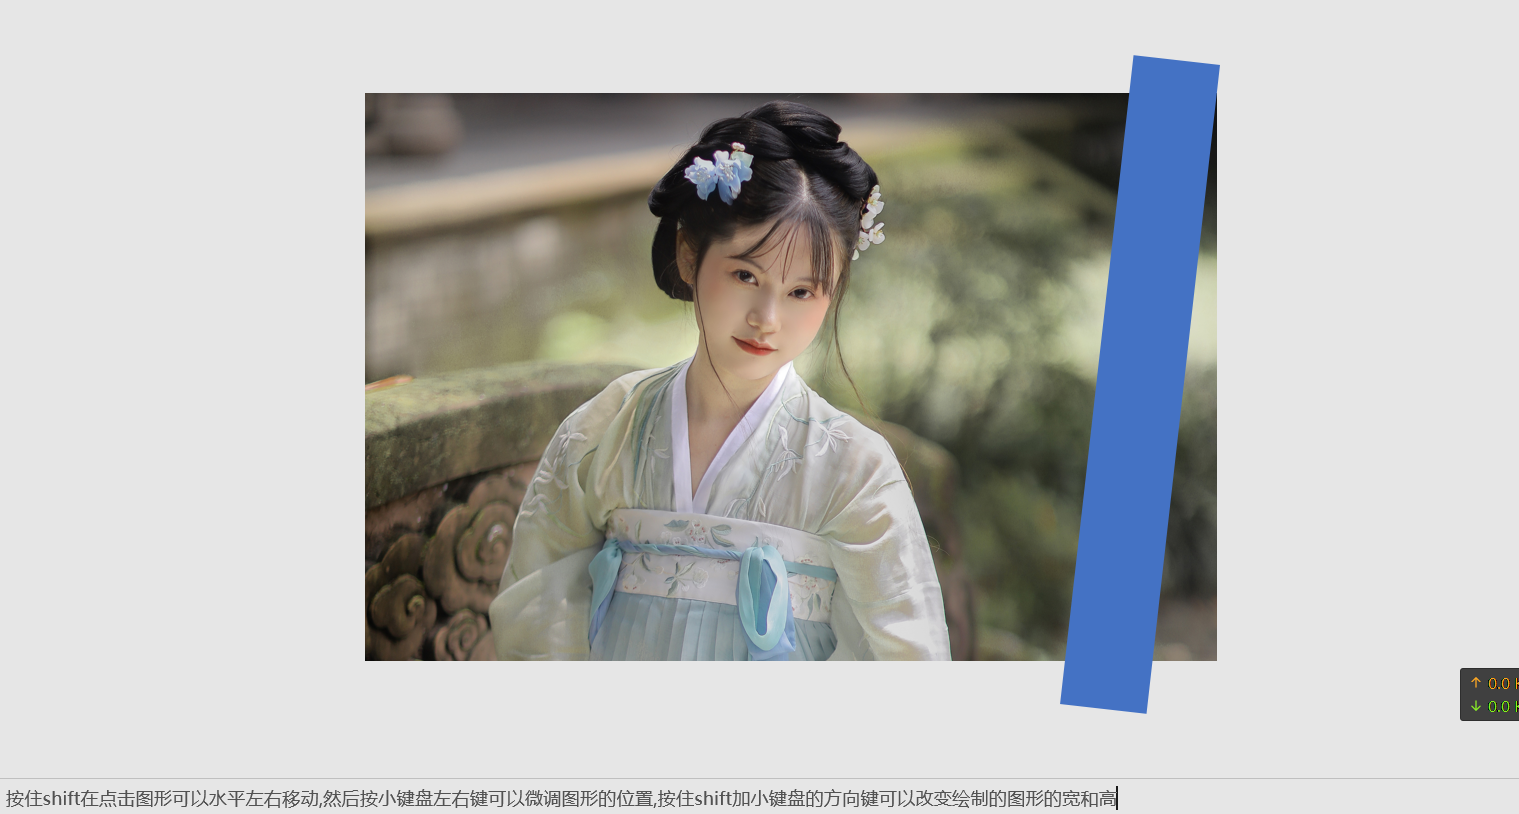 ↑ 0.0 K
↓ 0.0 K
按住shift在点击图形可以水平左右移动,然后按小键盘左右键可以微调图形的位置,按住shift加小键盘的方向键可以改变绘制的图形的宽和高